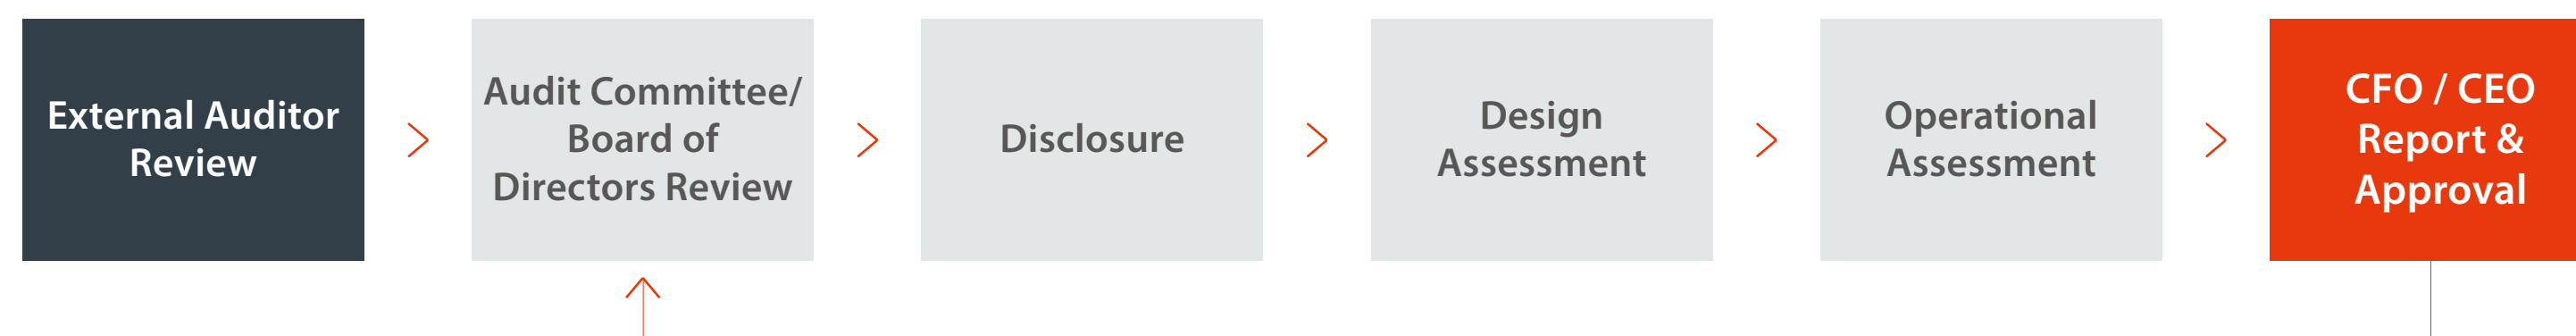 External Auditor
Review
Audit Committee/
Board of
Directors Review
Disclosure
Design
Assessment
Operational
Assessment
CFO / CEO
Report &
Approval